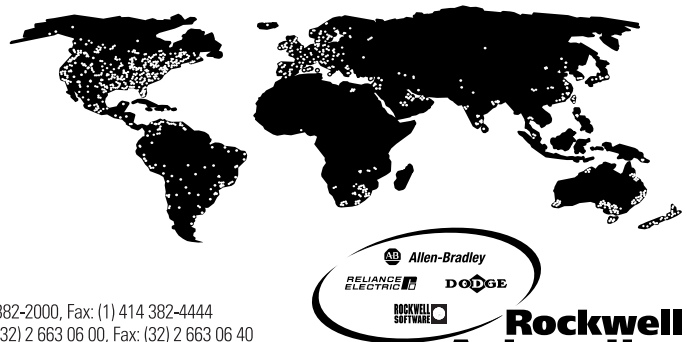 AB Allen-Bradley
RELIANCE ELECTRIC
DODGE
ROCKWELL SOFTWARE
Rockwell
382-2000, Fax: (1) 414 382-4444
32) 2 663 06 00, Fax: (32) 2 663 06 40